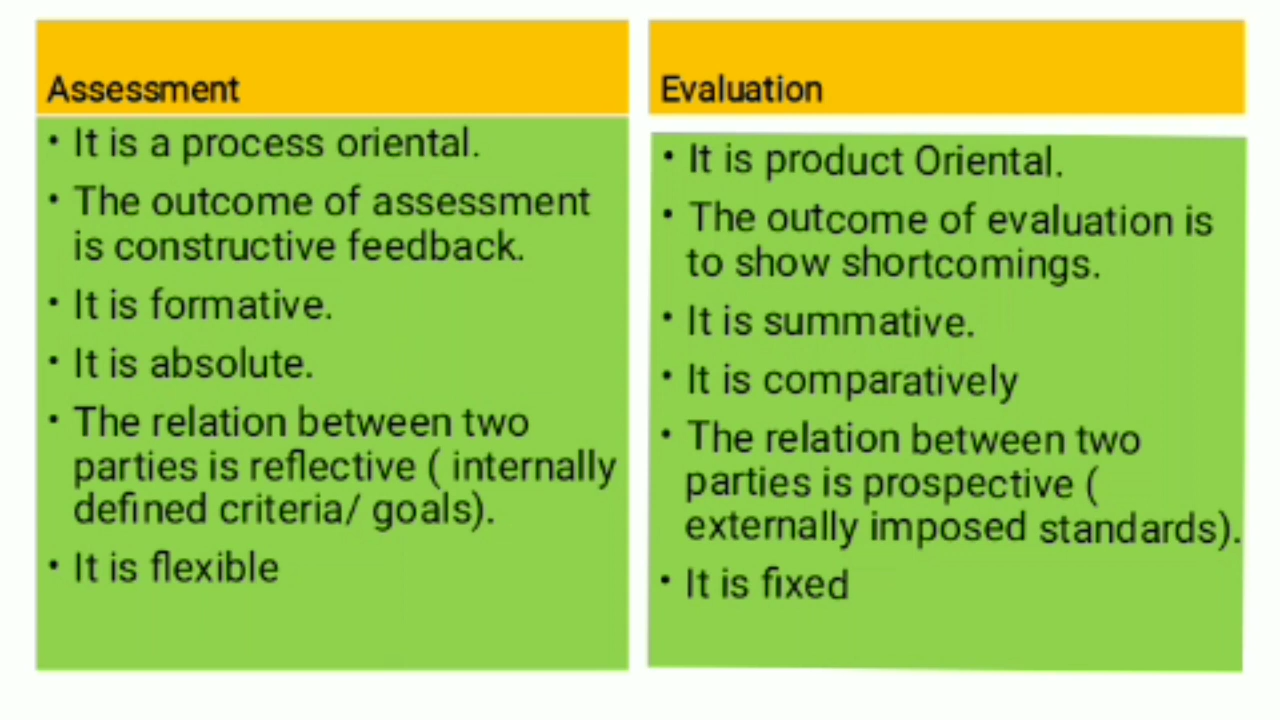 Assessment
• It is a process oriental.
• The outcome of assessment
is constructive feedback.
• It is formative.
• It is absolute.
• The relation between two
parties is reflective ( internally
defined criteria/ goals).
• It is flexible
Evaluation
• It is product Oriental.
• The outcome of evaluation is
to show shortcomings.
• It is summative.
• It is comparatively
• The relation between two
parties is prospective (
externally imposed standards).
• It is fixed